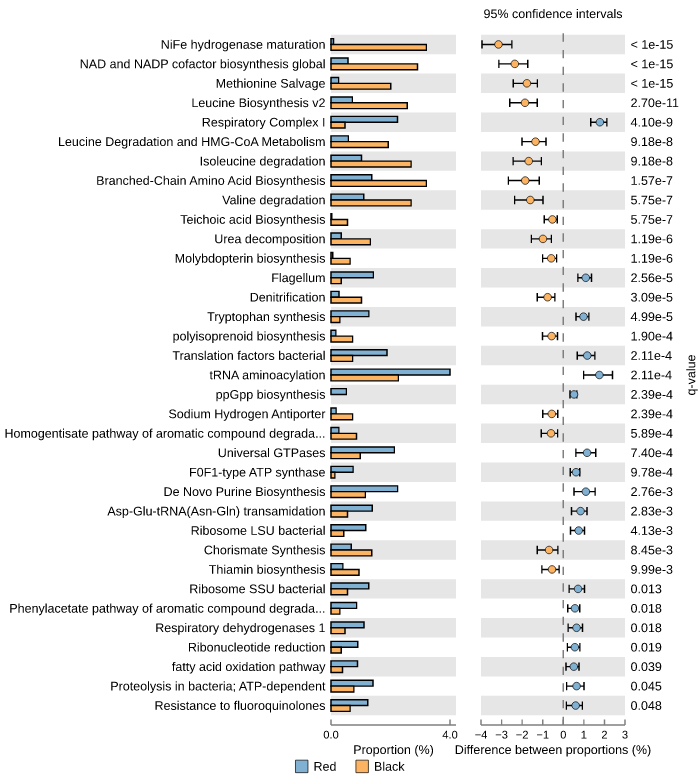 95% confidence intervals
NiFe hydrogenase maturation < 1e-15
NAD and NADP cofactor biosynthesis global < 1e-15
Methionine Salvage < 1e-15
Leucine Biosynthesis v2 2.70e-11
Respiratory Complex I 4.10e-9
Leucine Degradation and HMG-CoA Metabolism 9.18e-8
Isoleucine degradation 9.18e-8
Branched-Chain Amino Acid Biosynthesis 1.57e-7
Valine degradation 5.75e-7
Teichoic acid Biosynthesis 5.75e-7
Urea decomposition 1.19e-6
Molybdopterin biosynthesis 1.19e-6
Flagellum 2.56e-5
Denitrification 3.09e-5
Tryptophan synthesis 4.99e-5
polyisoprenoid biosynthesis 1.90e-4
Translation factors bacterial 2.11e-4
tRNA aminoacylation 2.11e-4
ppGpp biosynthesis 2.39e-4
Sodium Hydrogen Antiporter 2.39e-4
Homogentisate pathway of aromatic compound degrada... 5.89e-4
Universal GTPases 7.40e-4
F0F1-type ATP synthase 9.78e-4
De Novo Purine Biosynthesis 2.76e-3
Asp-Glu-tRNA(Asn-Gln) transamidation 2.83e-3
Ribosome LSU bacterial 4.13e-3
Chorismate Synthesis 8.45e-3
Thiamin biosynthesis 9.99e-3
Ribosome SSU bacterial 0.013
Phenylacetate pathway of aromatic compound degrada... 0.018
Respiratory dehydrogenases 1 0.018
Ribonucleotide reduction 0.019
fatty acid oxidation pathway 0.039
Proteolysis in bacteria; ATP-dependent 0.045
Resistance to fluoroquinolones 0.048
q-value
0.0 4.0 −4 −3 −2 −1 0 1 2 3
Proportion (%) Difference between proportions (%)
Red Black